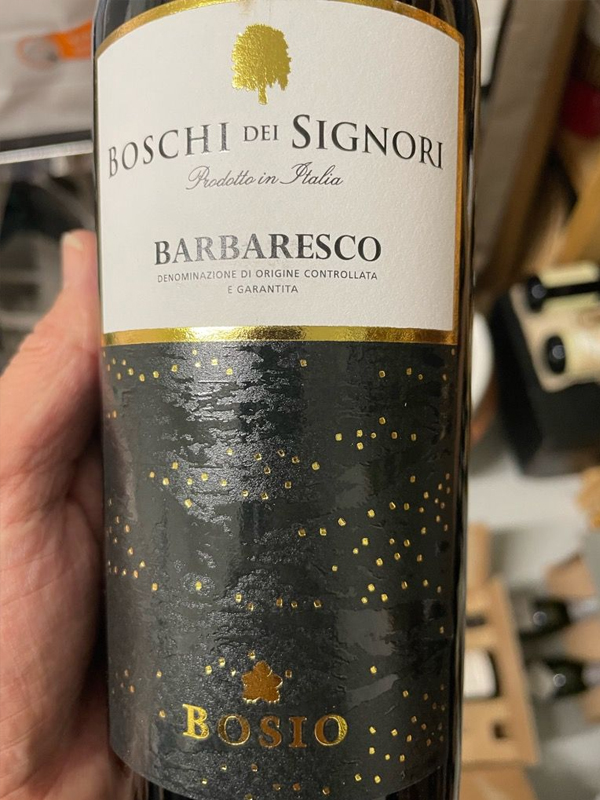 BOSCHI DEI SIGNORI
Prodotto in Italia
BARBARESCO
DENOMINAZIONE DI ORIGINE CONTROLLATA
E GARANTITA
BOSIO